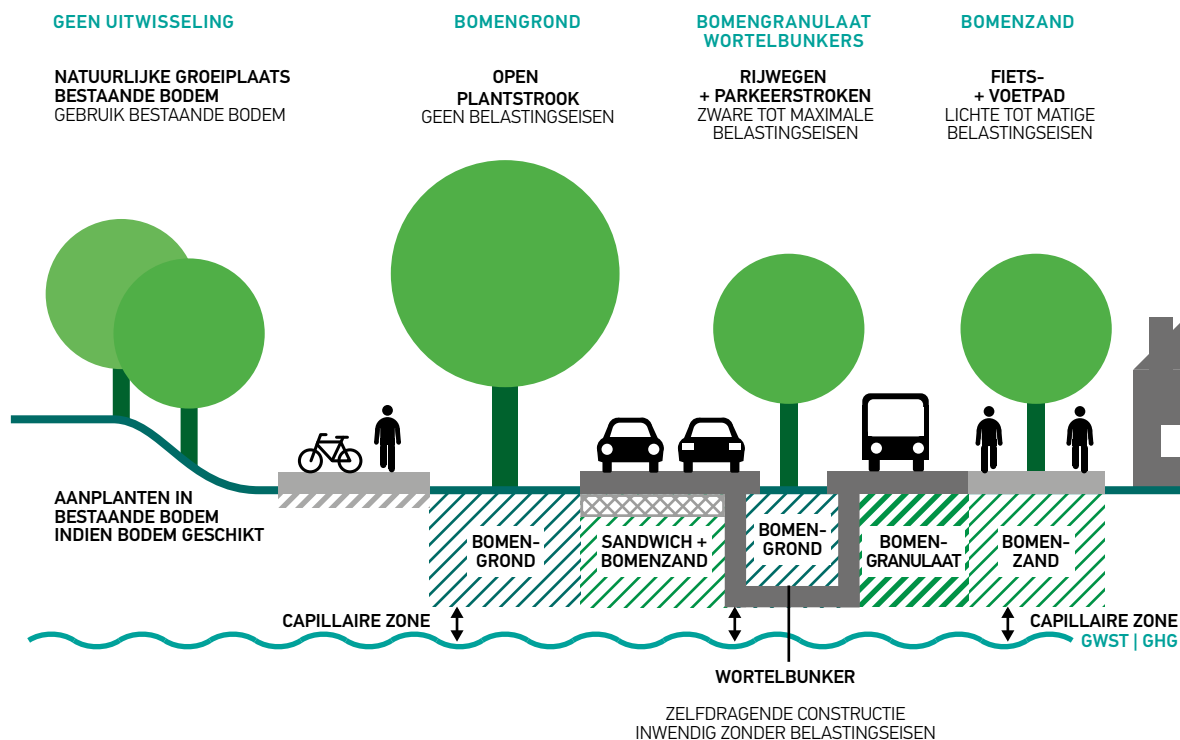 GEEN UITWISSELING
NATUURLIJKE GROEIPLAATS
BESTAANDE BODEM
GEBRUIK BESTAANDE BODEM
BOMENGROND
OPEN
PLANTSTROOK
GEEN BELASTINGSEISEN
BOMENGRANULAAT
WORTELBUNKERS
RIJWEGEN
+ PARKEERSTROKEN
ZWARE TOT MAXIMALE
BELASTINGSEISEN
BOMENZAND
FIETS-
+ VOETPAD
LICHTE TOT MATIGE
BELASTINGSEISEN
AANPLANTEN IN
BESTAANDE BODEM
INDIEN BODEM GESCHIKT
BOMEN-
GROND
SANDWICH +
BOMENZAND
BOMEN-
GROND
BOMEN-
GRANULAAT
BOMEN-
ZAND
CAPILLAIRE ZONE
CAPILLAIRE ZONE
GWST | GHG
WORTELBUNKER
ZELFDRAGENDE CONSTRUCTIE
INWENDIG ZONDER BELASTINGSEISEN